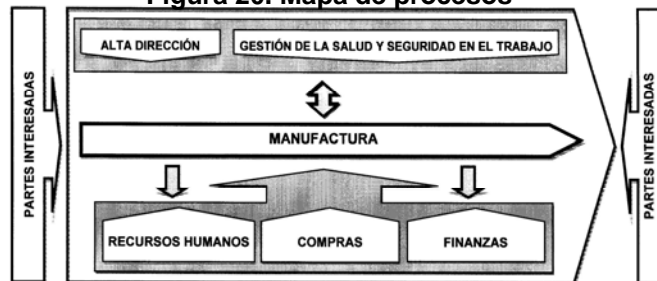 Figura 20. Mapa de procesos
PARTES INTERESADAS
ALTA DIRECCIÓN
GESTIÓN DE LA SALUD Y SEGURIDAD EN EL TRABAJO
MANUFACTURA
RECURSOS HUMANOS
COMPRAS
FINANZAS
PARTES INTERESADAS